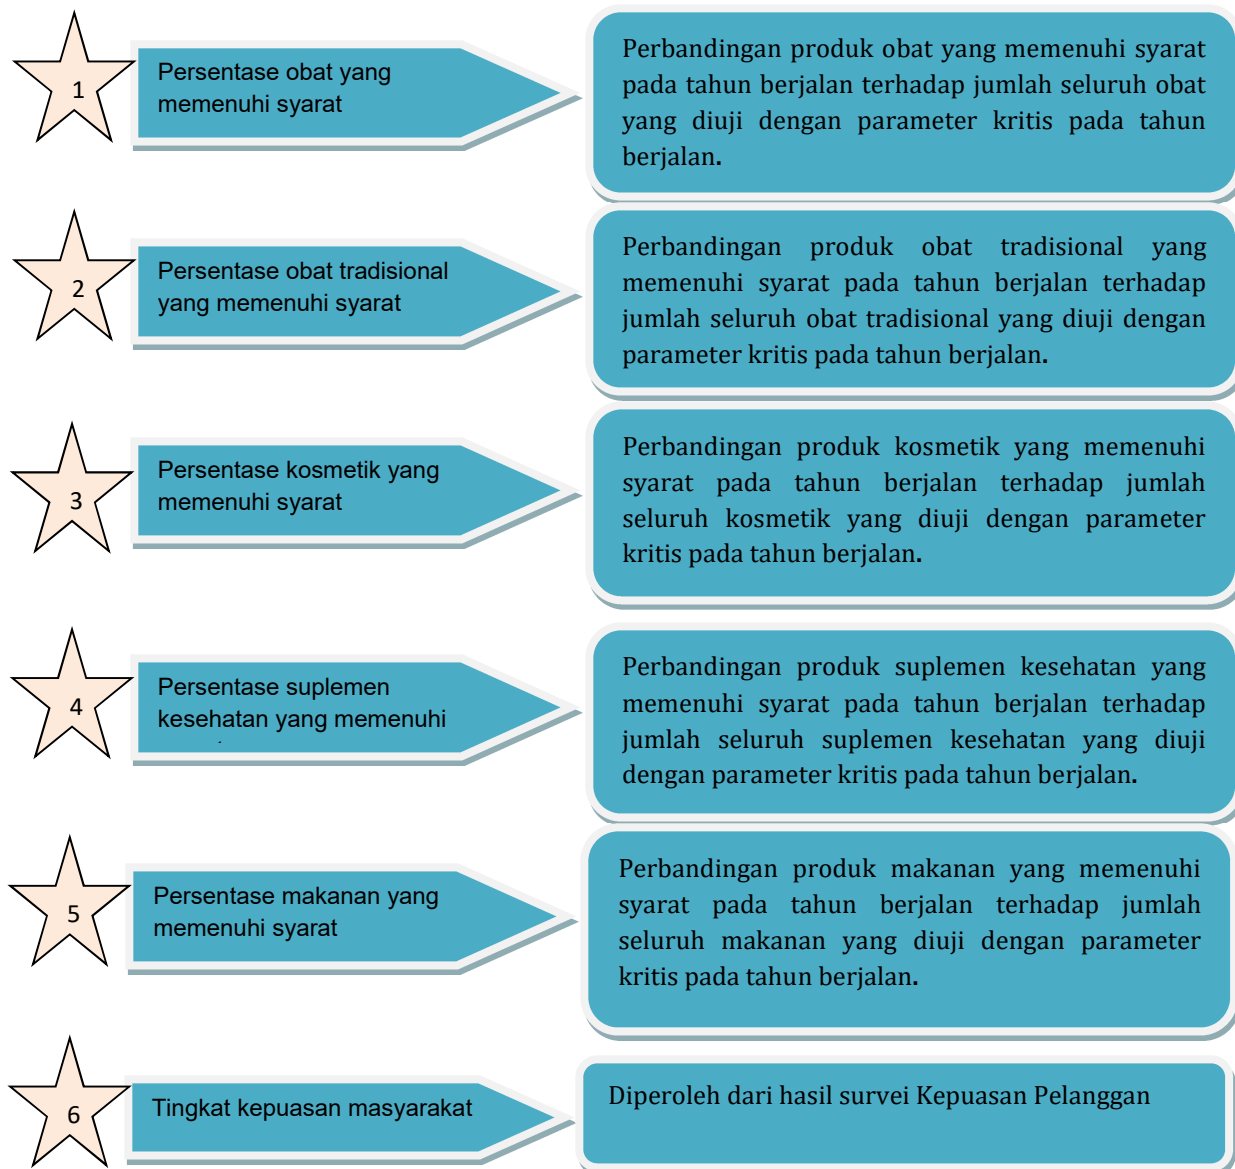 1
Persentase obat yang
memenuhi syarat
Perbandingan produk obat yang memenuhi syarat
pada tahun berjalan terhadap jumlah seluruh obat
yang diuji dengan parameter kritis pada tahun
berjalan.
2
Persentase obat tradisional
yang memenuhi syarat
Perbandingan produk obat tradisional yang
memenuhi syarat pada tahun berjalan terhadap
jumlah seluruh obat tradisional yang diuji dengan
parameter kritis pada tahun berjalan.
3
Persentase kosmetik yang
memenuhi syarat
Perbandingan produk kosmetik yang memenuhi
syarat pada tahun berjalan terhadap jumlah
seluruh kosmetik yang diuji dengan parameter
kritis pada tahun berjalan.
4
Persentase suplemen
kesehatan yang memenuhi
Perbandingan produk suplemen kesehatan yang
memenuhi syarat pada tahun berjalan terhadap
jumlah seluruh suplemen kesehatan yang diuji
dengan parameter kritis pada tahun berjalan.
5
Persentase makanan yang
memenuhi syarat
Perbandingan produk makanan yang memenuhi
syarat pada tahun berjalan terhadap jumlah
seluruh makanan yang diuji dengan parameter
kritis pada tahun berjalan.
6
Tingkat kepuasan masyarakat
Diperoleh dari hasil survei Kepuasan Pelanggan